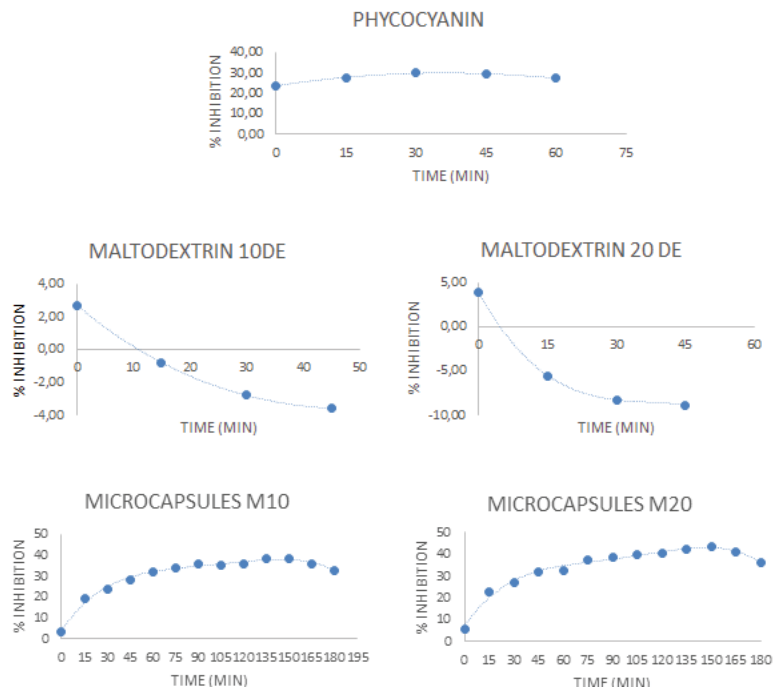 PHYCOCYANIN
% INHIBITION
40,00
30,00
20,00
10,00
0,00
0 15 30 45 60 75
TIME (MIN)
MALTODEXTRIN 10DE
% INHIBITION
4,00
2,00
0,00
-2,00
-4,00
0 10 20 30 40 50
TIME (MIN)
MALTODEXTRIN 20 DE
% INHIBITION
5,00
0,00
-5,00
-10,00
0 15 30 45 60
TIME (MIN)
MICROCAPSULES M10
% INHIBITION
50
40
30
20
10
0
0 15 30 45 60 75 90 105 120 135 150 165 180 195
TIME (MIN)
MICROCAPSULES M20
% INHIBITION
50
40
30
20
10
0
0 15 30 45 60 75 90 105 120 135 150 165 180
TIME (MIN)